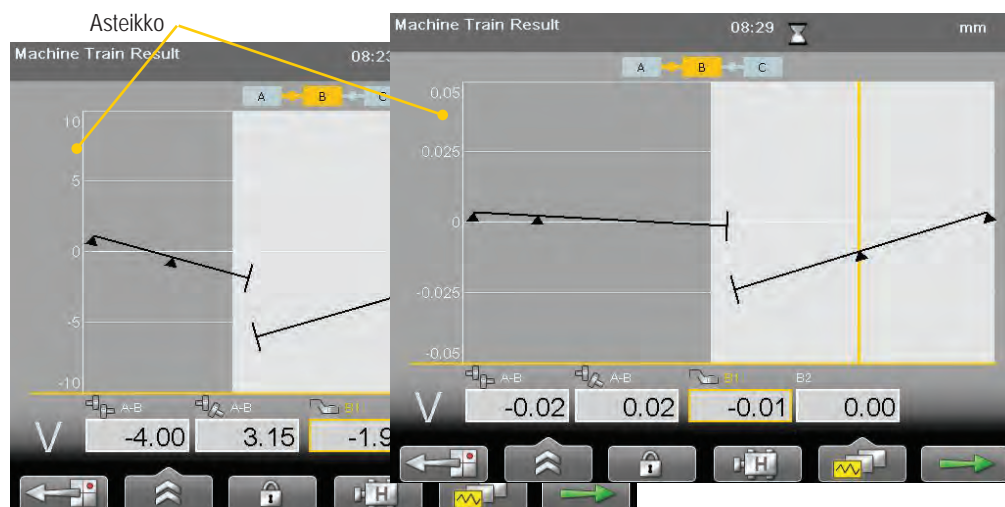 Asteikko
Machine Train Result 08:23
A B C
10
5
0
-5
-10
A-B A-B B1
V -4.00 3.15 -1.9
H
Machine Train Result 08:29 mm
A B C
0.05
0.025
0
-0.025
-0.05
A-B A-B B1 B2
V -0.02 0.02 -0.01 0.00
H